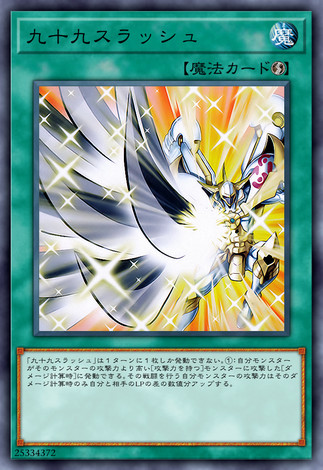 九十九スラッシュ
魔
【魔法カード】
「九十九スラッシュ」は1ターンに1枚しか発動できない。①:自分モンスター
がそのモンスターの攻撃力より高い[攻撃力を持つ]モンスターに攻撃した[ダ
メージ計算時]に発動できる。その戦闘を行う自分モンスターの攻撃力はそのダ
メージ計算時のみ自分と相手のLPの差の数値分アップする。
25334372